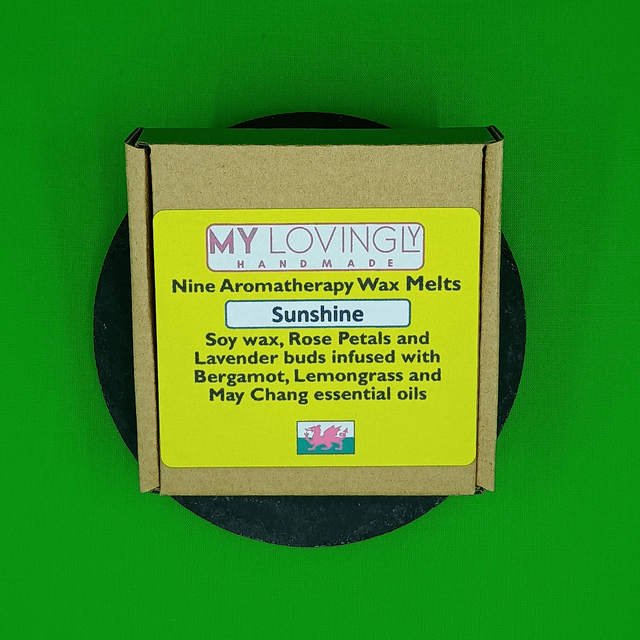 MY LOVINGLY
HANDMADE
Nine Aromatherapy Wax Melts
Sunshine
Soy wax, Rose Petals and
Lavender buds infused with
Bergamot, Lemongrass and
May Chang essential oils